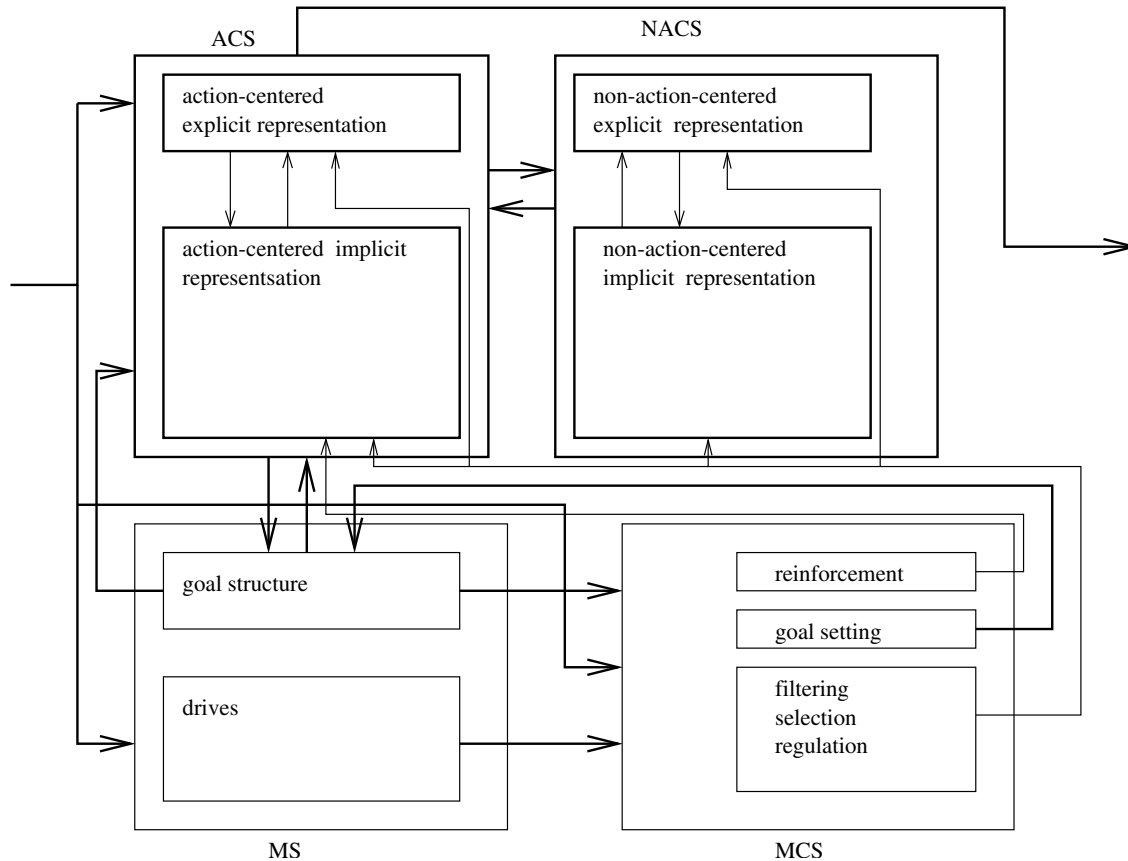 ACS
NACS
action-centered
explicit representation
non-action-centered
explicit representation
action-centered implicit
representsation
non-action-centered
implicit representation
goal structure
drives
reinforcement
goal setting
filtering
selection
regulation
MS
MCS